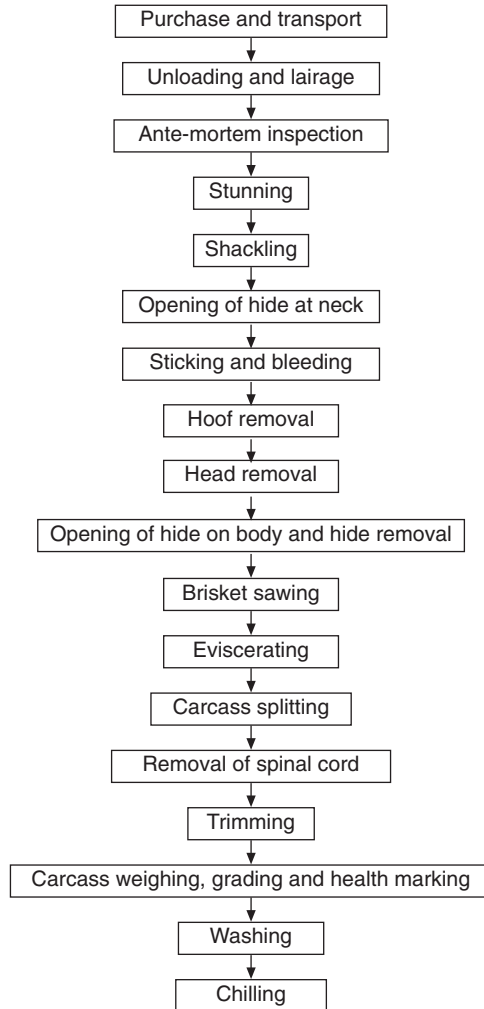 Purchase and transport
Unloading and lairage
Ante-mortem inspection
Stunning
Shackling
Opening of hide at neck
Sticking and bleeding
Hoof removal
Head removal
Opening of hide on body and hide removal
Brisket sawing
Eviscerating
Carcass splitting
Removal of spinal cord
Trimming
Carcass weighing, grading and health marking
Washing
Chilling